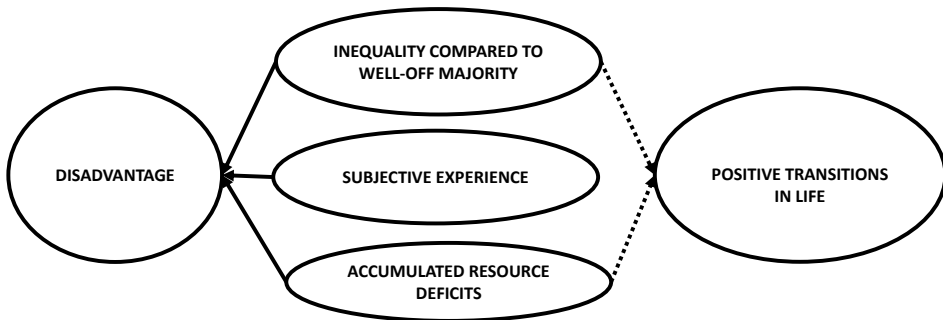 INEQUALITY COMPARED TO
WELL-OFF MAJORITY
DISADVANTAGE
SUBJECTIVE EXPERIENCE
POSITIVE TRANSITIONS
IN LIFE
ACCUMULATED RESOURCE
DEFICITS